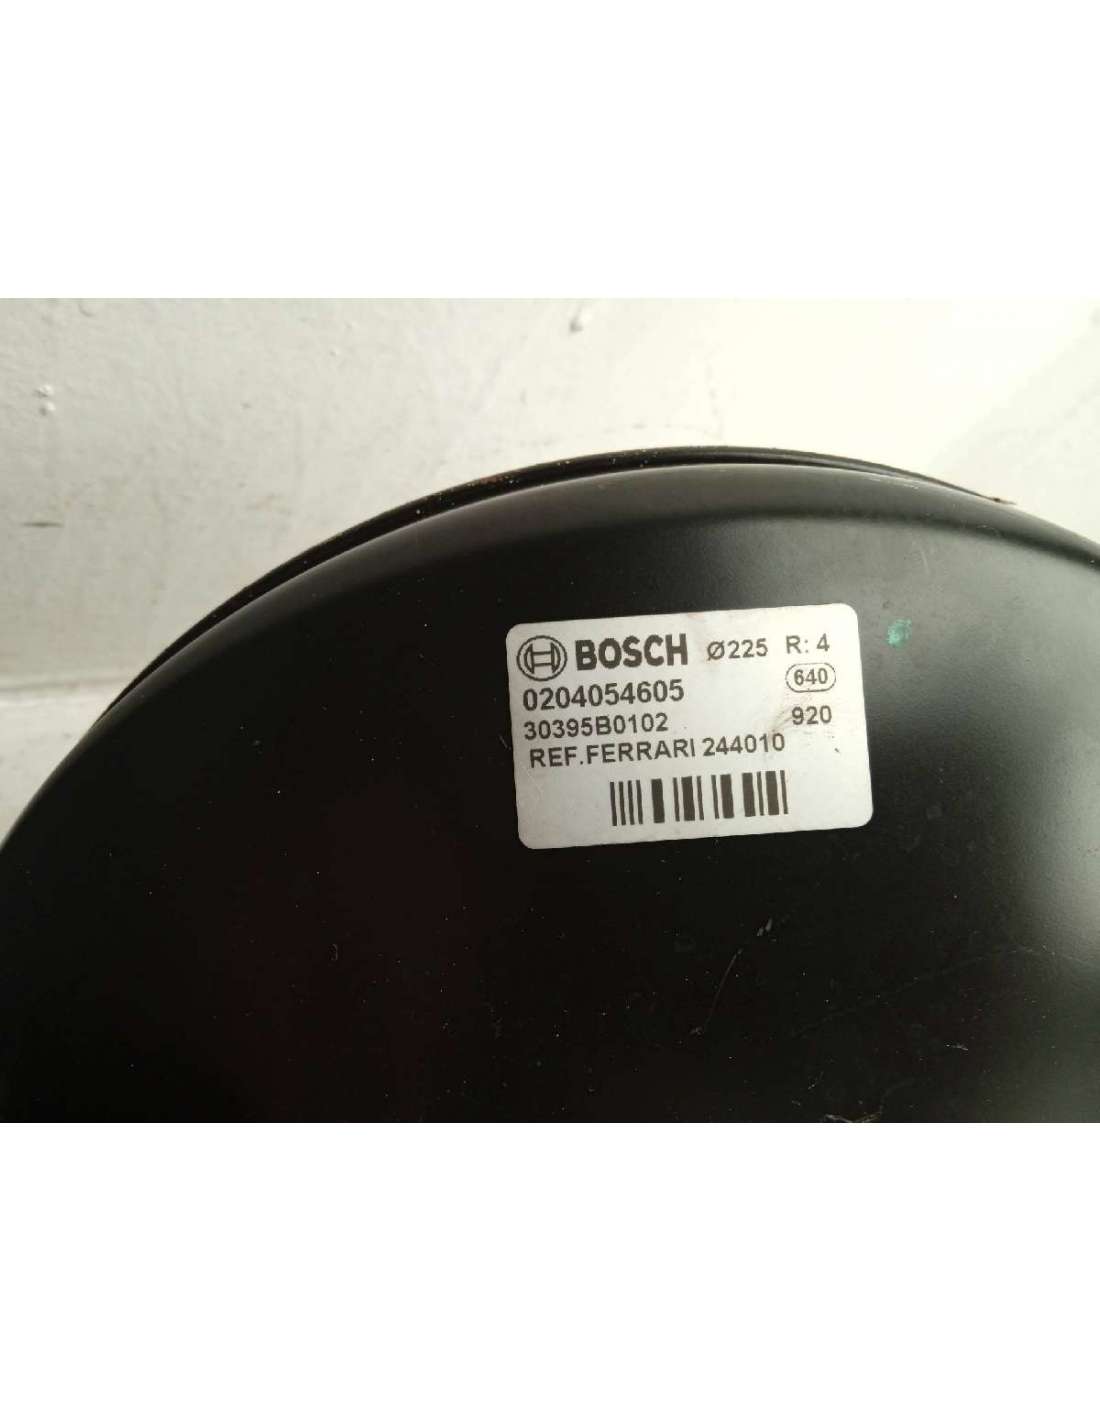 BOSCH Ø225 R: 4
0204054605 640
30395B0102 920
REF.FERRARI 244010